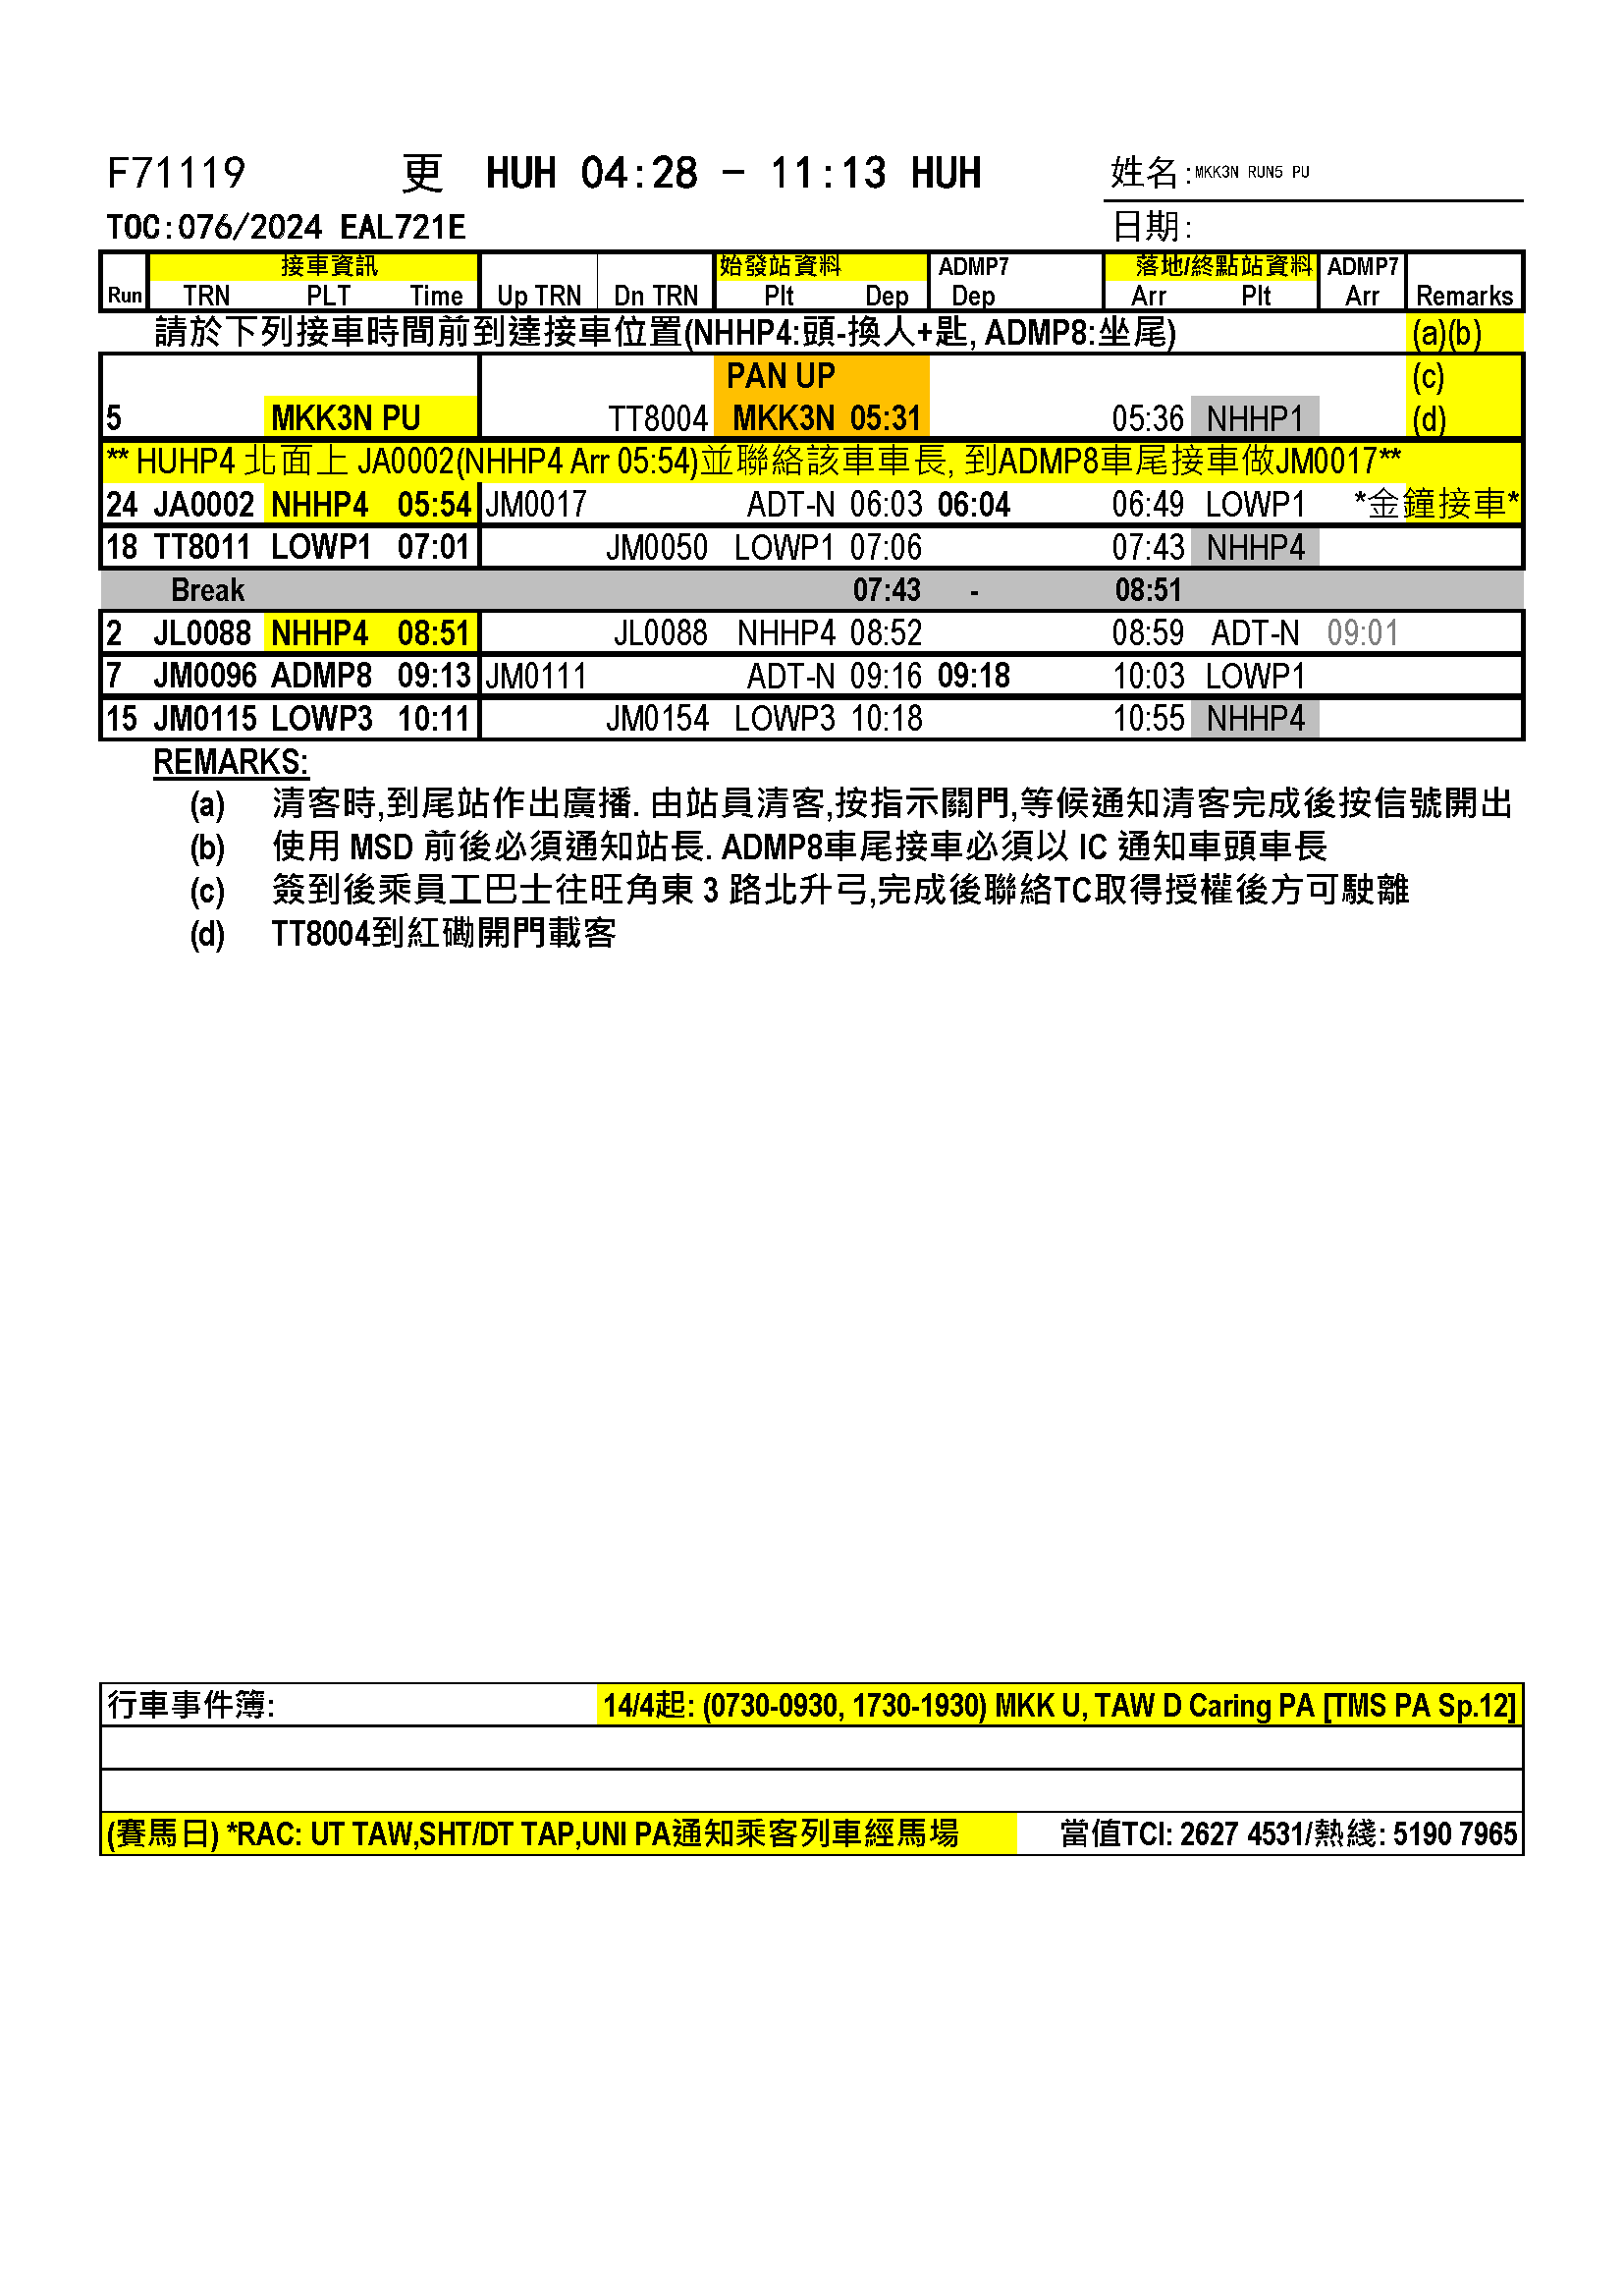 F71119 更 HUH 04:28 - 11:13 HUH 姓名:MKK3N RUN5 PU
TOC:076/2024 EAL721E 日期:
接車資訊 始發站資料 ADMP7 落地/終點站資料 ADMP7
Run TRN PLT Time Up TRN Dn TRN Plt Dep Dep Arr Plt Arr Remarks
請於下列接車時間前到達接車位置(NHHP4:頭-換人+匙, ADMP8:坐尾) (a)(b)
PAN UP (c)
5 MKK3N PU TT8004 MKK3N 05:31 05:36 NHHP1 (d)
** HUHP4 北面上 JA0002(NHHP4 Arr 05:54)並聯絡該車車長, 到ADMP8車尾接車做JM0017**
24 JA0002 NHHP4 05:54 JM0017 ADT-N 06:03 06:04 06:49 LOWP1 *金鐘接車*
18 TT8011 LOWP1 07:01 JM0050 LOWP1 07:06 07:43 NHHP4
Break 07:43 - 08:51
2 JL0088 NHHP4 08:51 JL0088 NHHP4 08:52 08:59 ADT-N 09:01
7 JM0096 ADMP8 09:13 JM0111 ADT-N 09:16 09:18 10:03 LOWP1
15 JM0115 LOWP3 10:11 JM0154 LOWP3 10:18 10:55 NHHP4
REMARKS:
(a) 清客時,到尾站作出廣播. 由站員清客,按指示關門,等候通知清客完成後按信號開出
(b) 使用 MSD 前後必須通知站長. ADMP8車尾接車必須以 IC 通知車頭車長
(c) 簽到後乘員工巴士往旺角東 3 路北升弓,完成後聯絡TC取得授權後方可駛離
(d) TT8004到紅磡開門載客
行車事件簿: 14/4起: (0730-0930, 1730-1930) MKK U, TAW D Caring PA [TMS PA Sp.12]
(賽馬日) *RAC: UT TAW,SHT/DT TAP,UNI PA通知乘客列車經馬場 當值TCI: 2627 4531/熱綫: 5190 7965